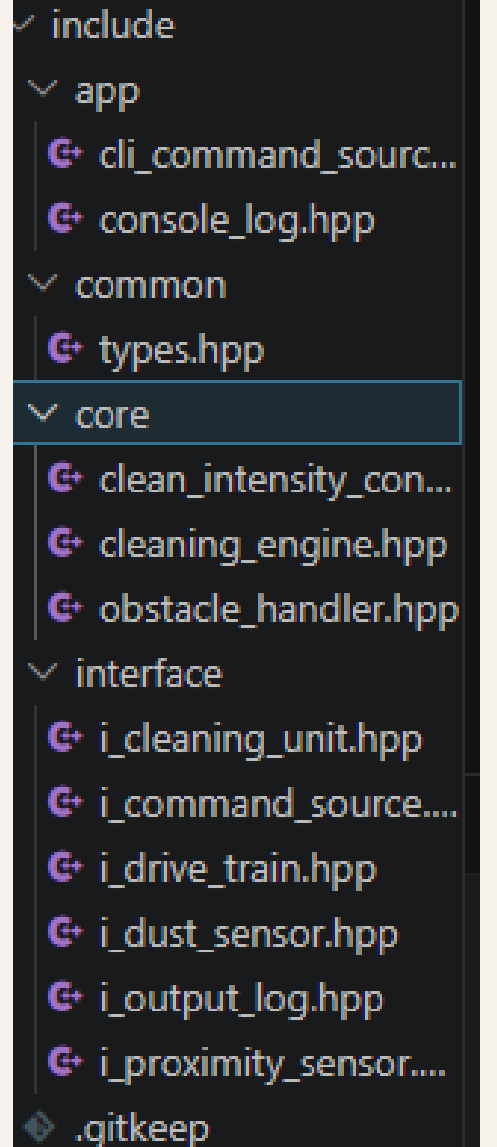 include
app
cli_command_sourc...
console_log.hpp
common
types.hpp
core
clean_intensity_con...
cleaning_engine.hpp
obstacle_handler.hpp
interface
i_cleaning_unit.hpp
i_command_source....
i_drive_train.hpp
i_dust_sensor.hpp
i_output_log.hpp
i_proximity_sensor....
.gitkeep